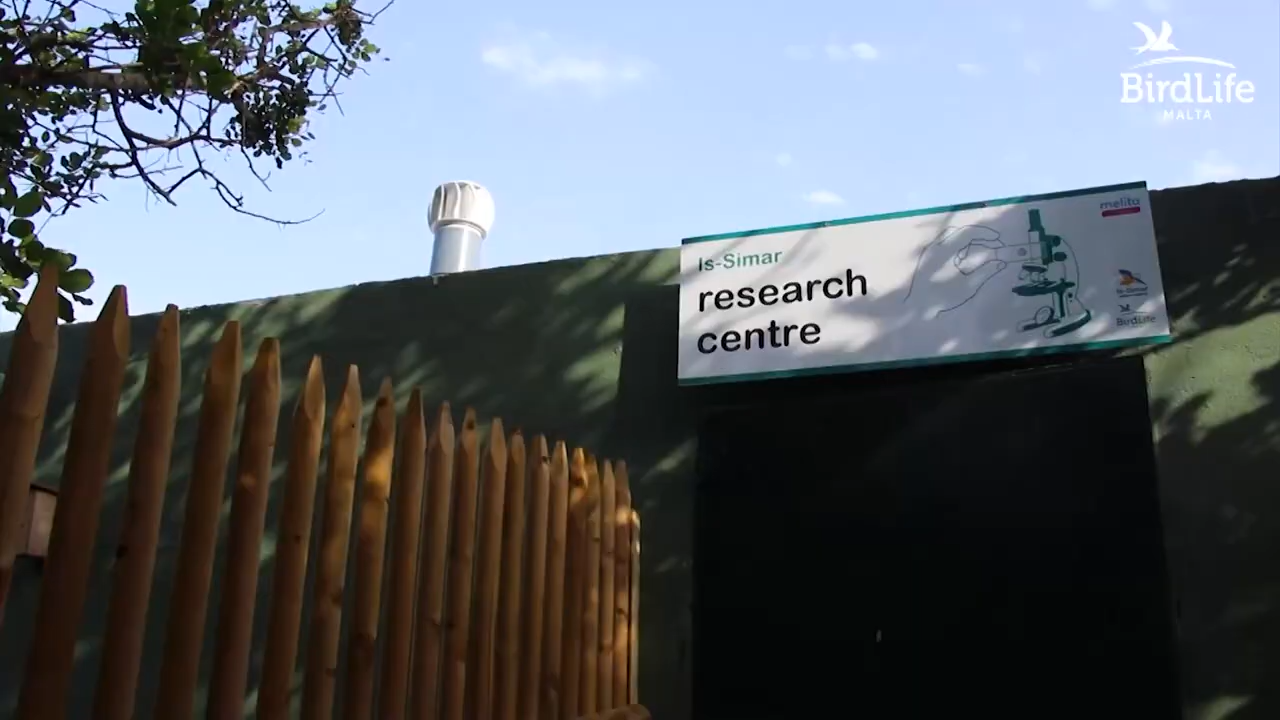 BirdLife
MALTA
melita
Is-Simar
research
centre
BirdLife